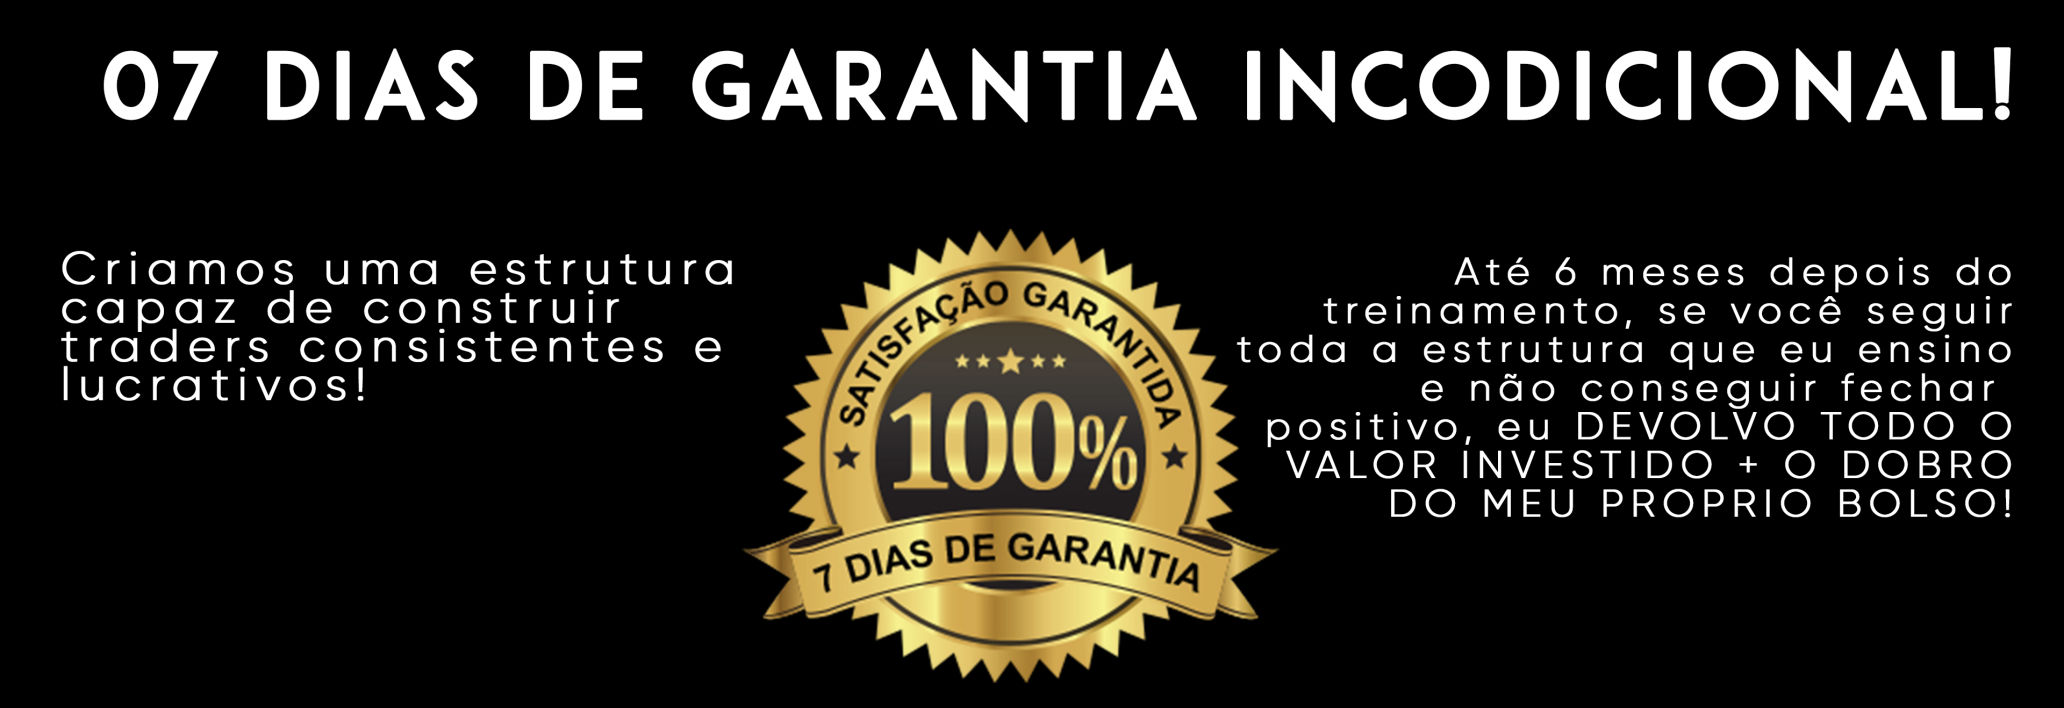 07 DIAS DE GARANTIA INCODICIONAL!
Criamos uma estrutura
capaz de construir
traders consistentes e
lucrativos!
SATISFAÇÃO GARANTIDA
100%
7 DIAS DE GARANTIA
Até 6 meses depois do
treinamento, se você seguir
toda a estrutura que eu ensino
e não conseguir fechar
positivo, eu DEVOLVO TODO O
VALOR INVESTIDO + O DOBRO
DO MEU PROPRIO BOLSO!